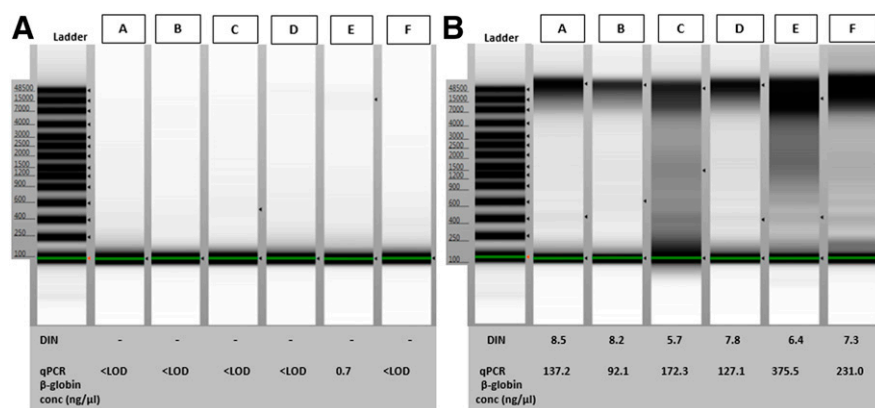 A
Ladder A B C D E F
48500
15000
7000
4000
3000
2500
2000
1500
1200
900
600
400
250
100
DIN - - - - - -
qPCR <LOD <LOD <LOD <LOD 0.7 <LOD
β-globin
conc (ng/µl)
B
Ladder A B C D E F
48500
15000
7000
4000
3000
2500
2000
1500
1200
900
600
400
250
100
DIN 8.5 8.2 5.7 7.8 6.4 7.3
qPCR 137.2 92.1 172.3 127.1 375.5 231.0
β-globin
conc (ng/µl)